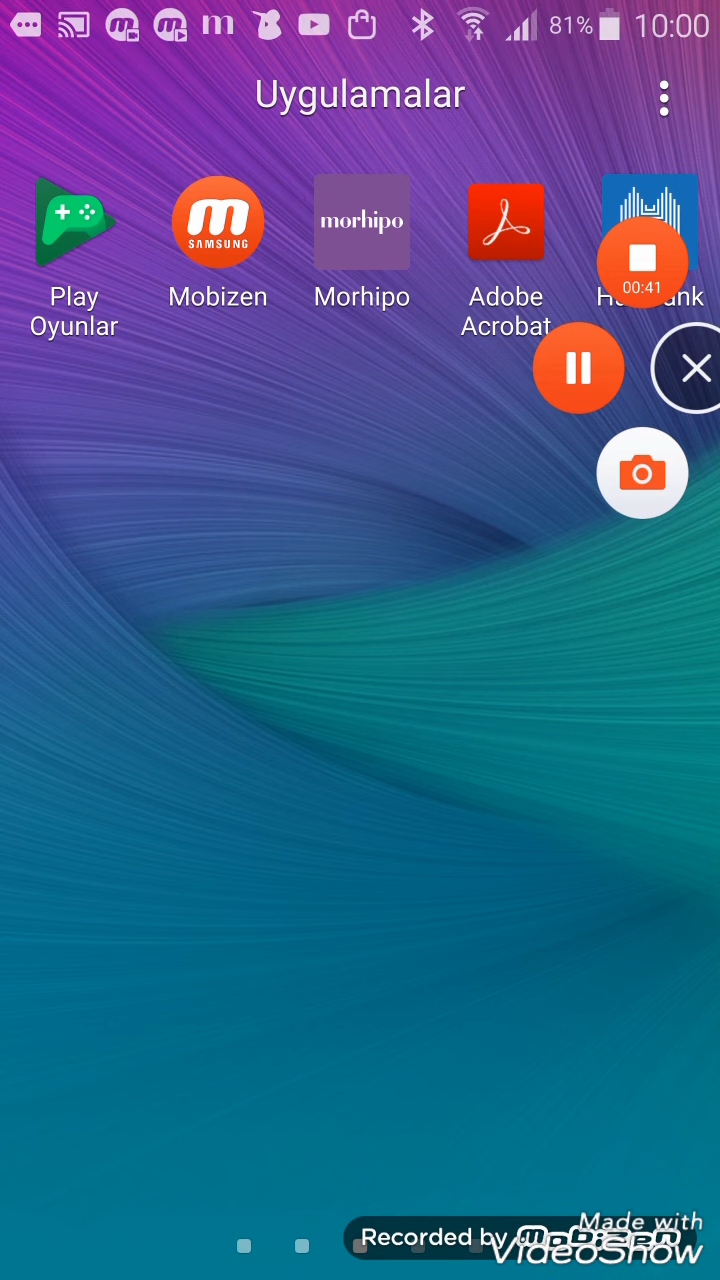 81% 10:00
Uygulamalar
m
SAMSUNG
morhipo
00:41
Play
Oyunlar
Mobizen
Morhipo
Adobe
Acrobat
Recorded by mobizen
Made with
VideoShow